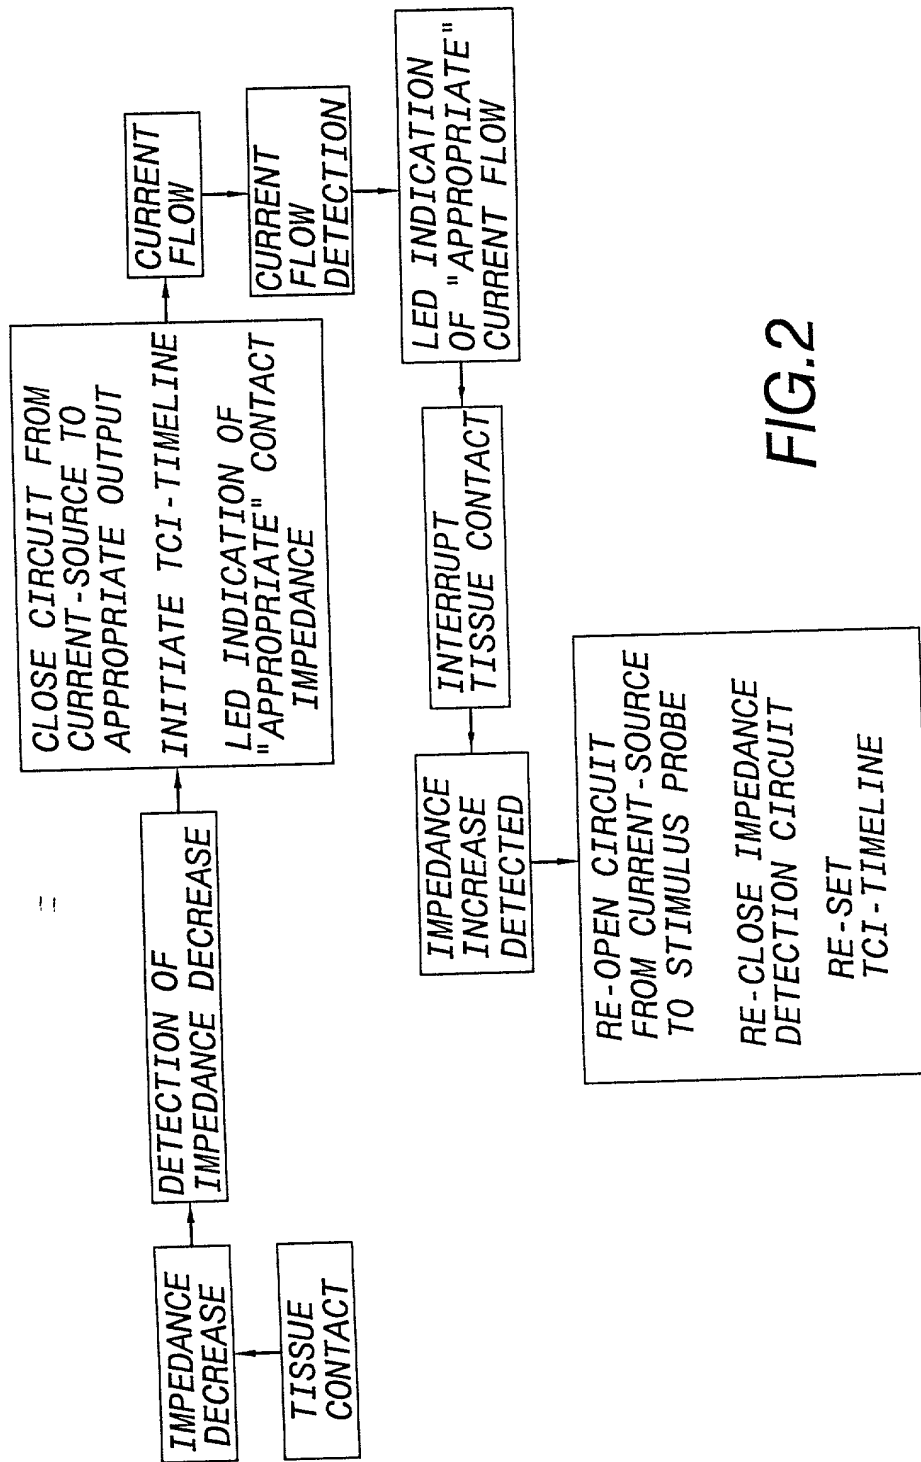 TISSUE
CONTACT
IMPEDANCE
DECREASE
DETECTION OF
IMPEDANCE DECREASE
CLOSE CIRCUIT FROM
CURRENT-SOURCE TO
APPROPRIATE OUTPUT
INITIATE TCI-TIMELINE
LED INDICATION OF
"APPROPRIATE" CONTACT
IMPEDANCE
CURRENT
FLOW
CURRENT
FLOW
DETECTION
LED INDICATION
OF "APPROPRIATE"
CURRENT FLOW
INTERRUPT
TISSUE CONTACT
IMPEDANCE
INCREASE
DETECTED
RE-OPEN CIRCUIT
FROM CURRENT-SOURCE
TO STIMULUS PROBE
RE-CLOSE IMPEDANCE
DETECTION CIRCUIT
RE-SET
TCI-TIMELINE
FIG.2